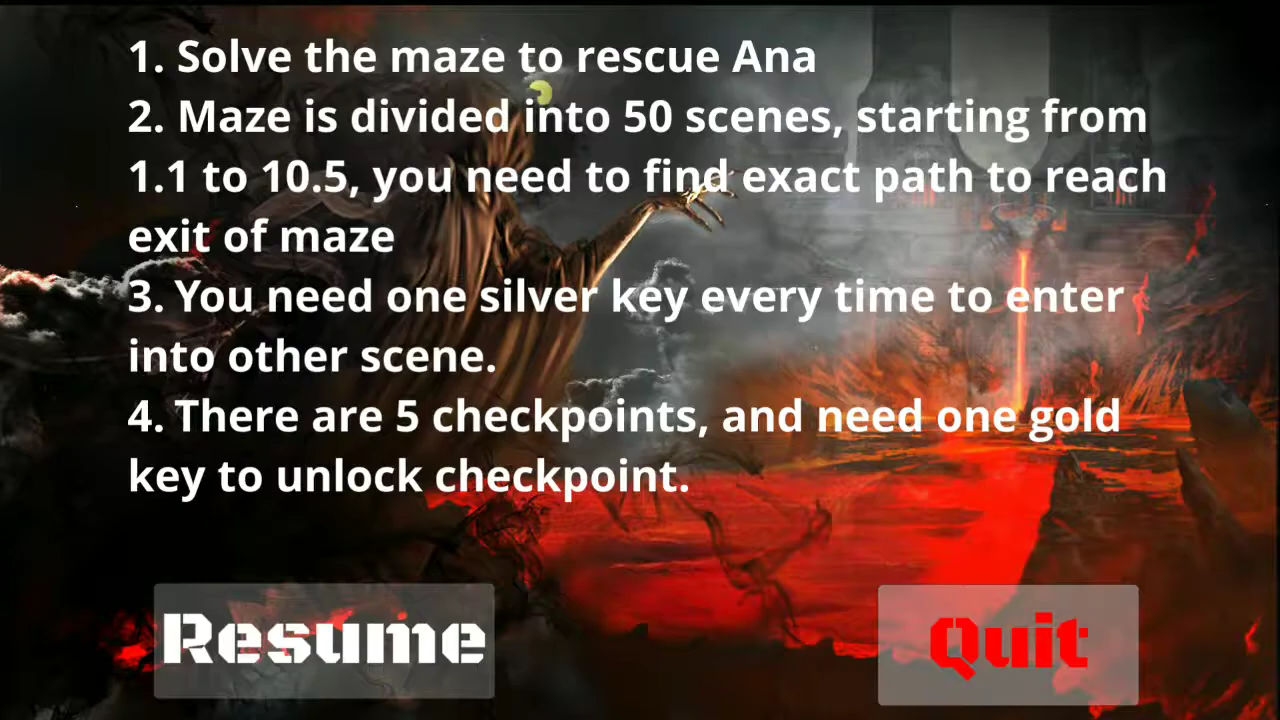 1. Solve the maze to rescue Ana
2. Maze is divided into 50 scenes, starting from
1.1 to 10.5, you need to find exact path to reach
exit of maze
3. You need one silver key every time to enter
into other scene.
4. There are 5 checkpoints, and need one gold
key to unlock checkpoint.
Resume
Quit